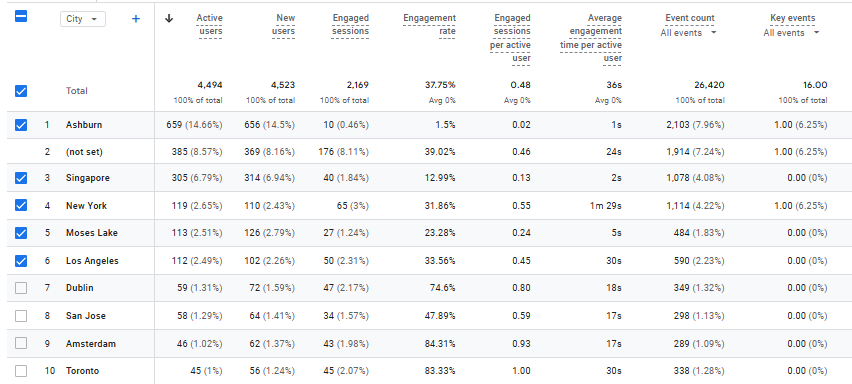 City + ↓ Active users New users Engaged sessions Engagement rate Engaged sessions per active user Average engagement time per active user Event count All events Key events All events
Total 4,494 4,523 2,169 37.75% 0.48 36s 26,420 16.00
100% of total 100% of total 100% of total Avg 0% Avg 0% Avg 0% 100% of total 100% of total
1 Ashburn 659 (14.66%) 656 (14.5%) 10 (0.46%) 1.5% 0.02 1s 2,103 (7.96%) 1.00 (6.25%)
2 (not set) 385 (8.57%) 369 (8.16%) 176 (8.11%) 39.02% 0.46 24s 1,914 (7.24%) 1.00 (6.25%)
3 Singapore 305 (6.79%) 314 (6.94%) 40 (1.84%) 12.99% 0.13 2s 1,078 (4.08%) 0.00 (0%)
4 New York 119 (2.65%) 110 (2.43%) 65 (3%) 31.86% 0.55 1m 29s 1,114 (4.22%) 1.00 (6.25%)
5 Moses Lake 113 (2.51%) 126 (2.79%) 27 (1.24%) 23.28% 0.24 5s 484 (1.83%) 0.00 (0%)
6 Los Angeles 112 (2.49%) 102 (2.26%) 50 (2.31%) 33.56% 0.45 30s 590 (2.23%) 0.00 (0%)
7 Dublin 59 (1.31%) 72 (1.59%) 47 (2.17%) 74.6% 0.80 18s 349 (1.32%) 0.00 (0%)
8 San Jose 58 (1.29%) 64 (1.41%) 34 (1.57%) 47.89% 0.59 17s 298 (1.13%) 0.00 (0%)
9 Amsterdam 46 (1.02%) 62 (1.37%) 43 (1.98%) 84.31% 0.93 17s 289 (1.09%) 0.00 (0%)
10 Toronto 45 (1%) 56 (1.24%) 45 (2.07%) 83.33% 1.00 30s 338 (1.28%) 0.00 (0%)